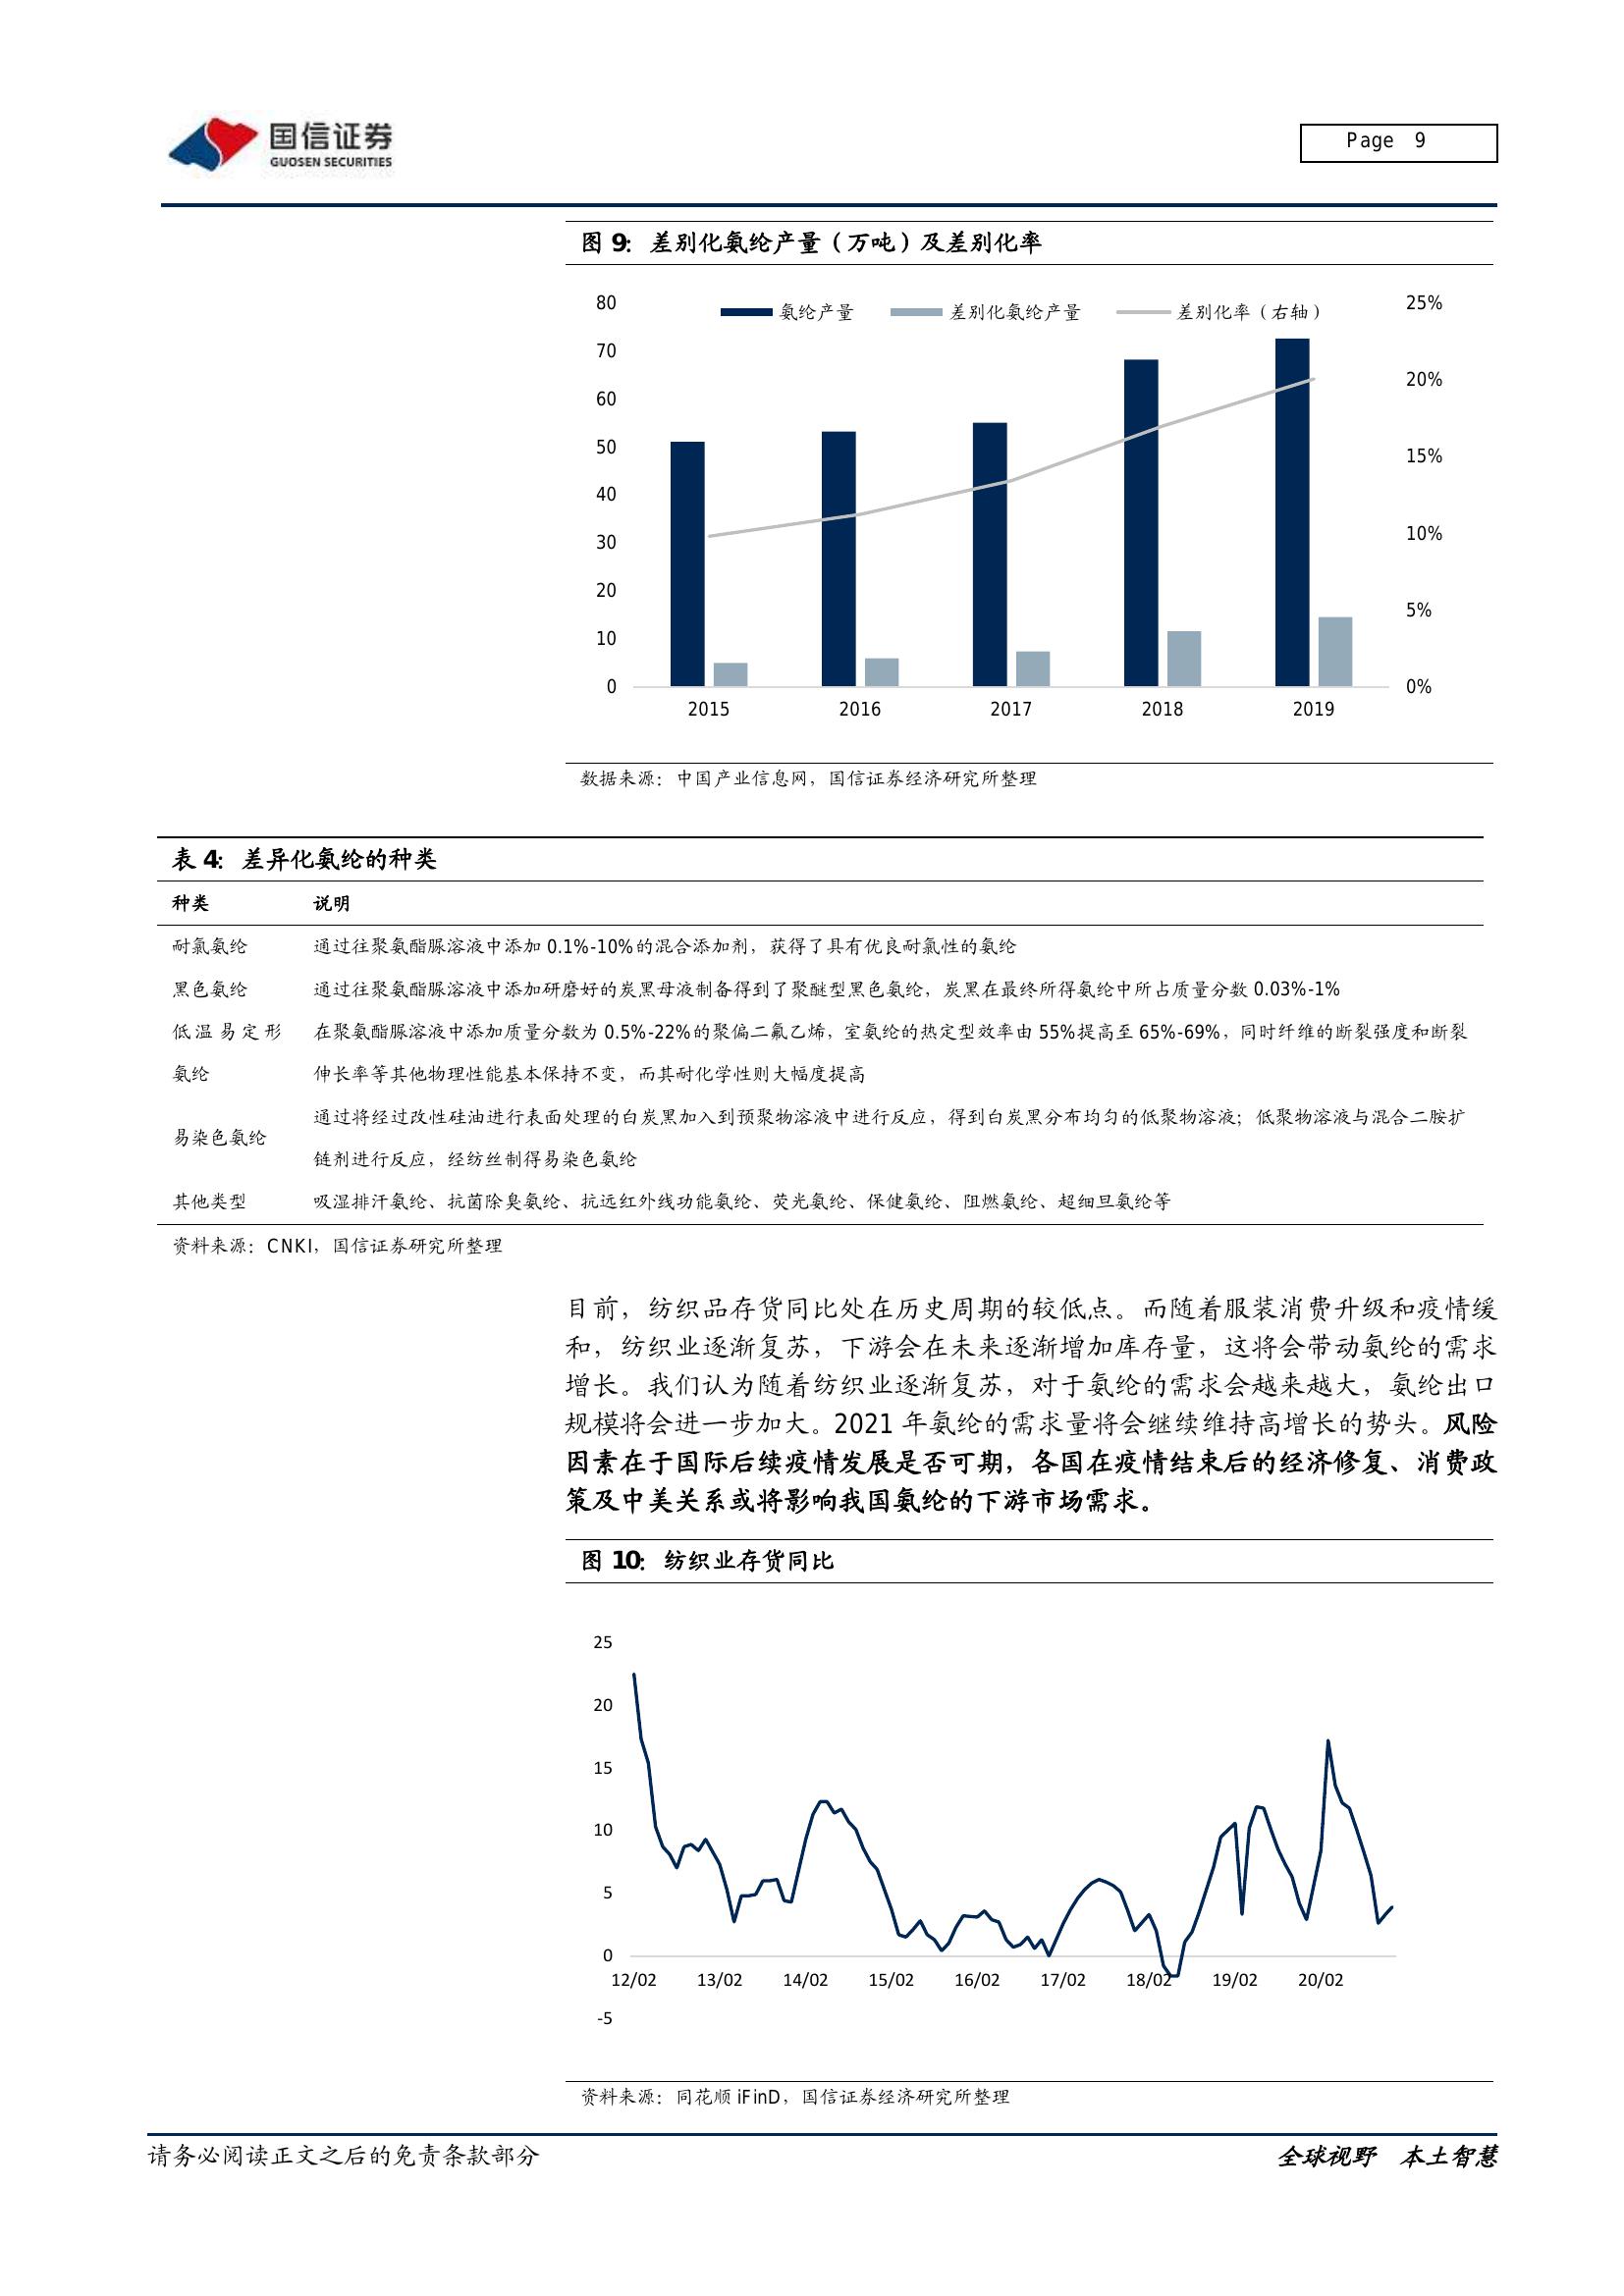 国信证券
GUOSEN SECURITIES
Page 9
图 9：差别化氨纶产量（万吨）及差别化率
氨纶产量 差别化氨纶产量 差别化率（右轴）
80 25%
70
60 20%
50 15%
40
30 10%
20
10 5%
0 0%
2015 2016 2017 2018 2019
数据来源：中国产业信息网，国信证券经济研究所整理
表 4：差异化氨纶的种类
种类 说明
耐氯氨纶 通过往聚氨酯脲溶液中添加 0.1%-10%的混合添加剂，获得了具有优良耐氯性的氨纶
黑色氨纶 通过往聚氨酯脲溶液中添加研磨好的炭黑母液制备得到了聚醚型黑色氨纶，炭黑在最终所得氨纶中所占质量分数 0.03%-1%
低温易定形 在聚氨酯脲溶液中添加质量分数为 0.5%-22%的聚偏二氟乙烯，室氨纶的热定型效率由 55%提高至 65%-69%，同时纤维的断裂强度和断裂
氨纶 伸长率等其他物理性能基本保持不变，而其耐化学性则大幅度提高
易染色氨纶 通过将经过改性硅油进行表面处理的白炭黑加入到预聚物溶液中进行反应，得到白炭黑分布均匀的低聚物溶液；低聚物溶液与混合二胺扩
链剂进行反应，经纺丝制得易染色氨纶
其他类型 吸湿排汗氨纶、抗菌除臭氨纶、抗远红外线功能氨纶、荧光氨纶、保健氨纶、阻燃氨纶、超细旦氨纶等
资料来源：CNKI，国信证券研究所整理
目前，纺织品存货同比处在历史周期的较低点。而随着服装消费升级和疫情缓
和，纺织业逐渐复苏，下游会在未来逐渐增加库存量，这将会带动氨纶的需求
增长。我们认为随着纺织业逐渐复苏，对于氨纶的需求会越来越大，氨纶出口
规模将会进一步加大。2021 年氨纶的需求量将会继续维持高增长的势头。风险
因素在于国际后续疫情发展是否可期，各国在疫情结束后的经济修复、消费政
策及中美关系或将影响我国氨纶的下游市场需求。
图 10：纺织业存货同比
25
20
15
10
5
0
12/02 13/02 14/02 15/02 16/02 17/02 18/02 19/02 20/02
-5
资料来源：同花顺 iFinD，国信证券经济研究所整理
请务必阅读正文之后的免责条款部分 全球视野 本土智慧